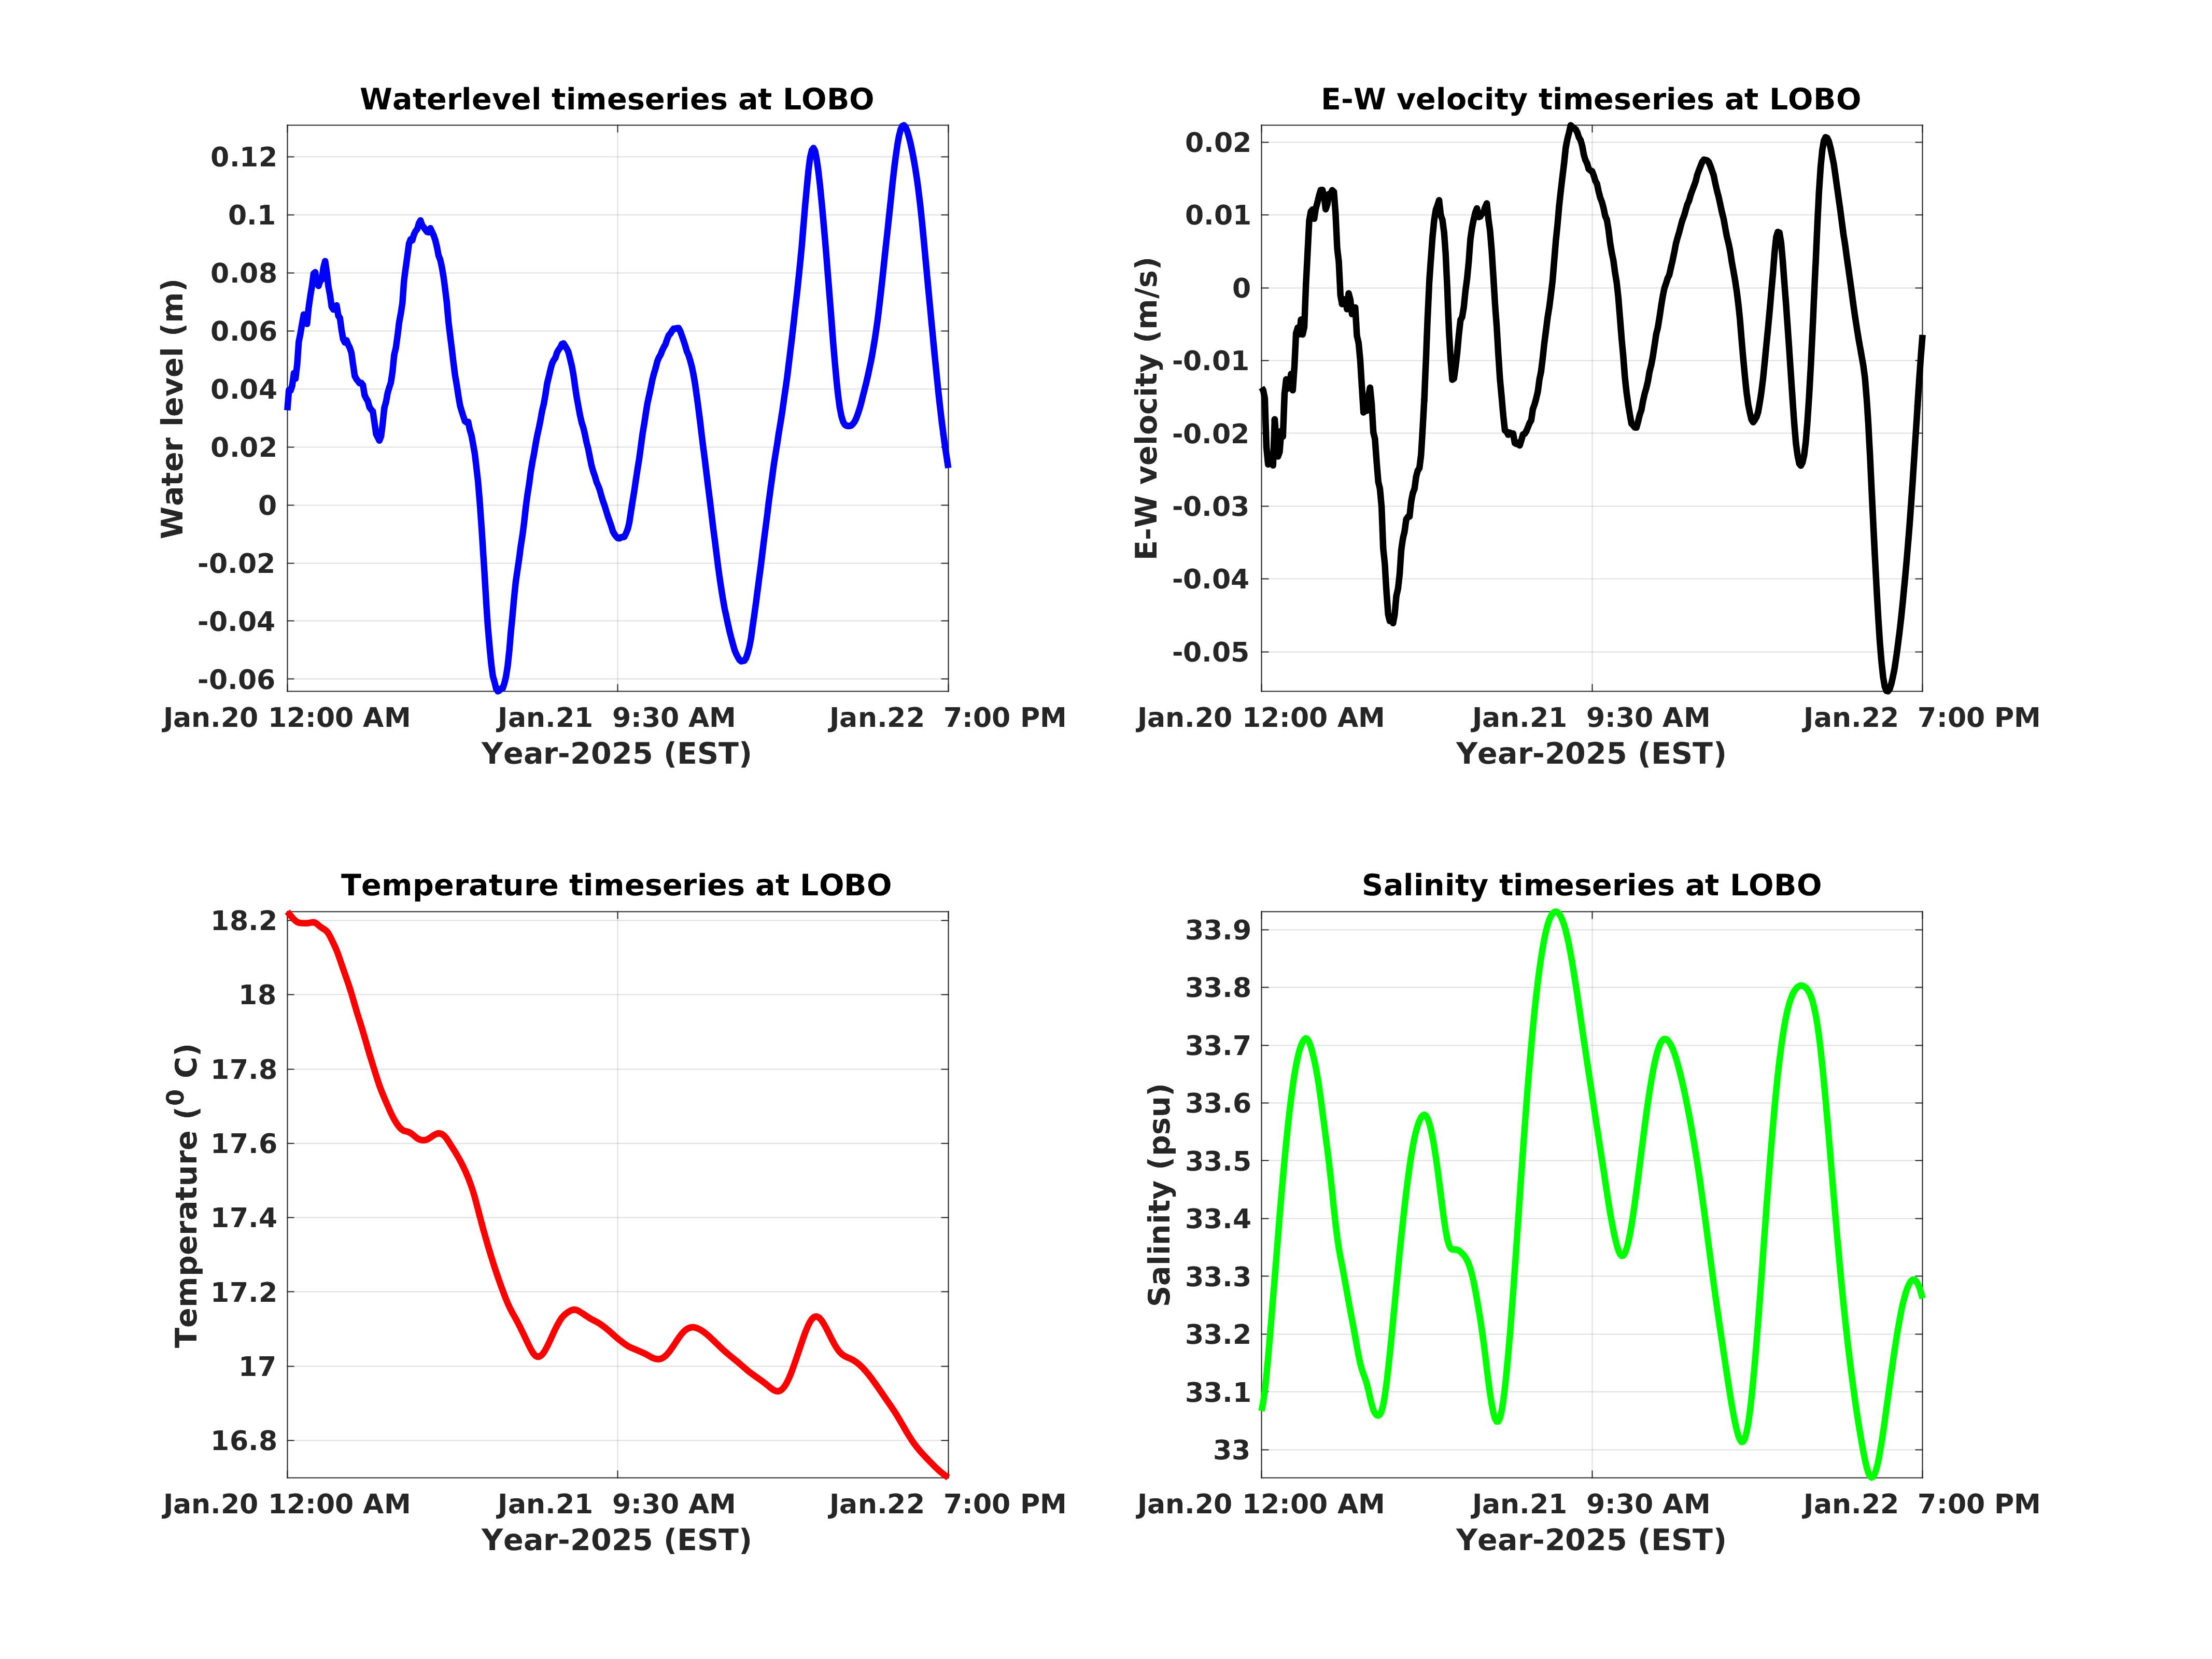 Waterlevel timeseries at LOBO
0.12
0.1
0.08
0.06
0.04
0.02
0
-0.02
-0.04
-0.06
Water level (m)
Jan.20 12:00 AM
Jan.21 9:30 AM
Jan.22 7:00 PM
Year-2025 (EST)
E-W velocity timeseries at LOBO
0.02
0.01
0
-0.01
-0.02
-0.03
-0.04
-0.05
E-W velocity (m/s)
Jan.20 12:00 AM
Jan.21 9:30 AM
Jan.22 7:00 PM
Year-2025 (EST)
Temperature timeseries at LOBO
18.2
18
17.8
17.6
17.4
17.2
17
16.8
Temperature (⁰ C)
Jan.20 12:00 AM
Jan.21 9:30 AM
Jan.22 7:00 PM
Year-2025 (EST)
Salinity timeseries at LOBO
33.9
33.8
33.7
33.6
33.5
33.4
33.3
33.2
33.1
33
Salinity (psu)
Jan.20 12:00 AM
Jan.21 9:30 AM
Jan.22 7:00 PM
Year-2025 (EST)